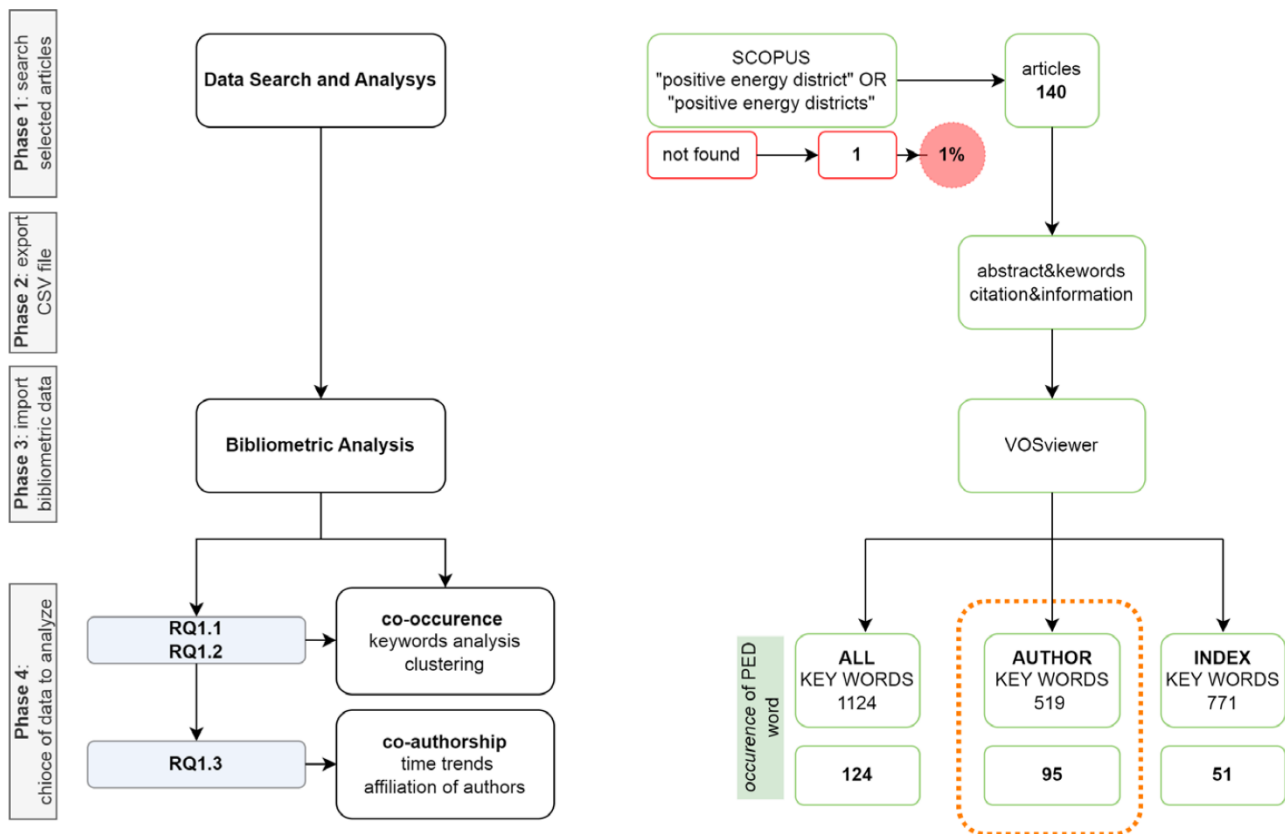 Phase 1: search
selected articles
Data Search and Analysys
SCOPUS
"positive energy district" OR
"positive energy districts"
articles
140
not found
1
1%
Phase 2: export
CSV file
abstract&kewords
citation&information
Phase 3: import
bibliometric data
Bibliometric Analysis
VOSviewer
Phase 4:
chioce of data to analyze
RQ1.1
RQ1.2
co-occurence
keywords analysis
clustering
RQ1.3
co-authorship
time trends
affiliation of authors
occurence of PED
word
ALL
KEY WORDS
1124
AUTHOR
KEY WORDS
519
INDEX
KEY WORDS
771
124
95
51